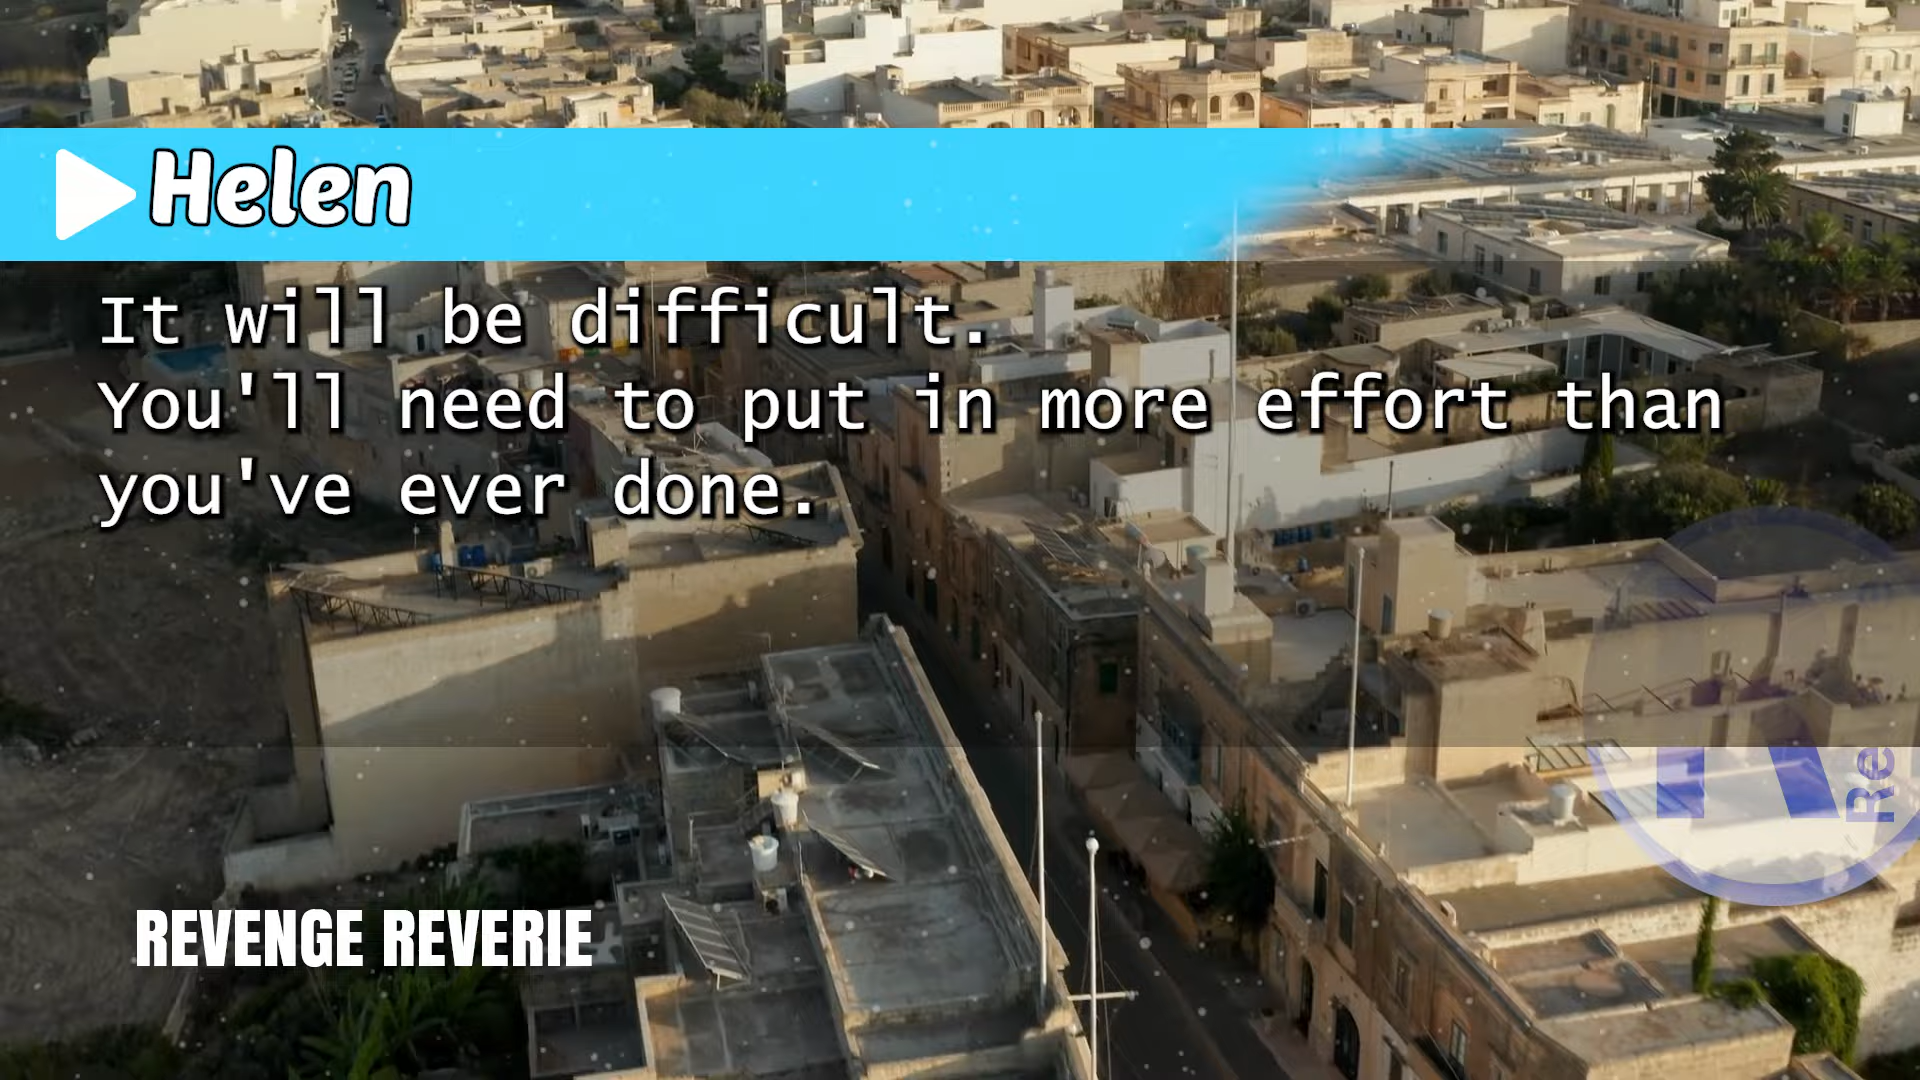 Helen
It will be difficult.
You'll need to put in more effort than
you've ever done.
Re
REVENGE REVERIE